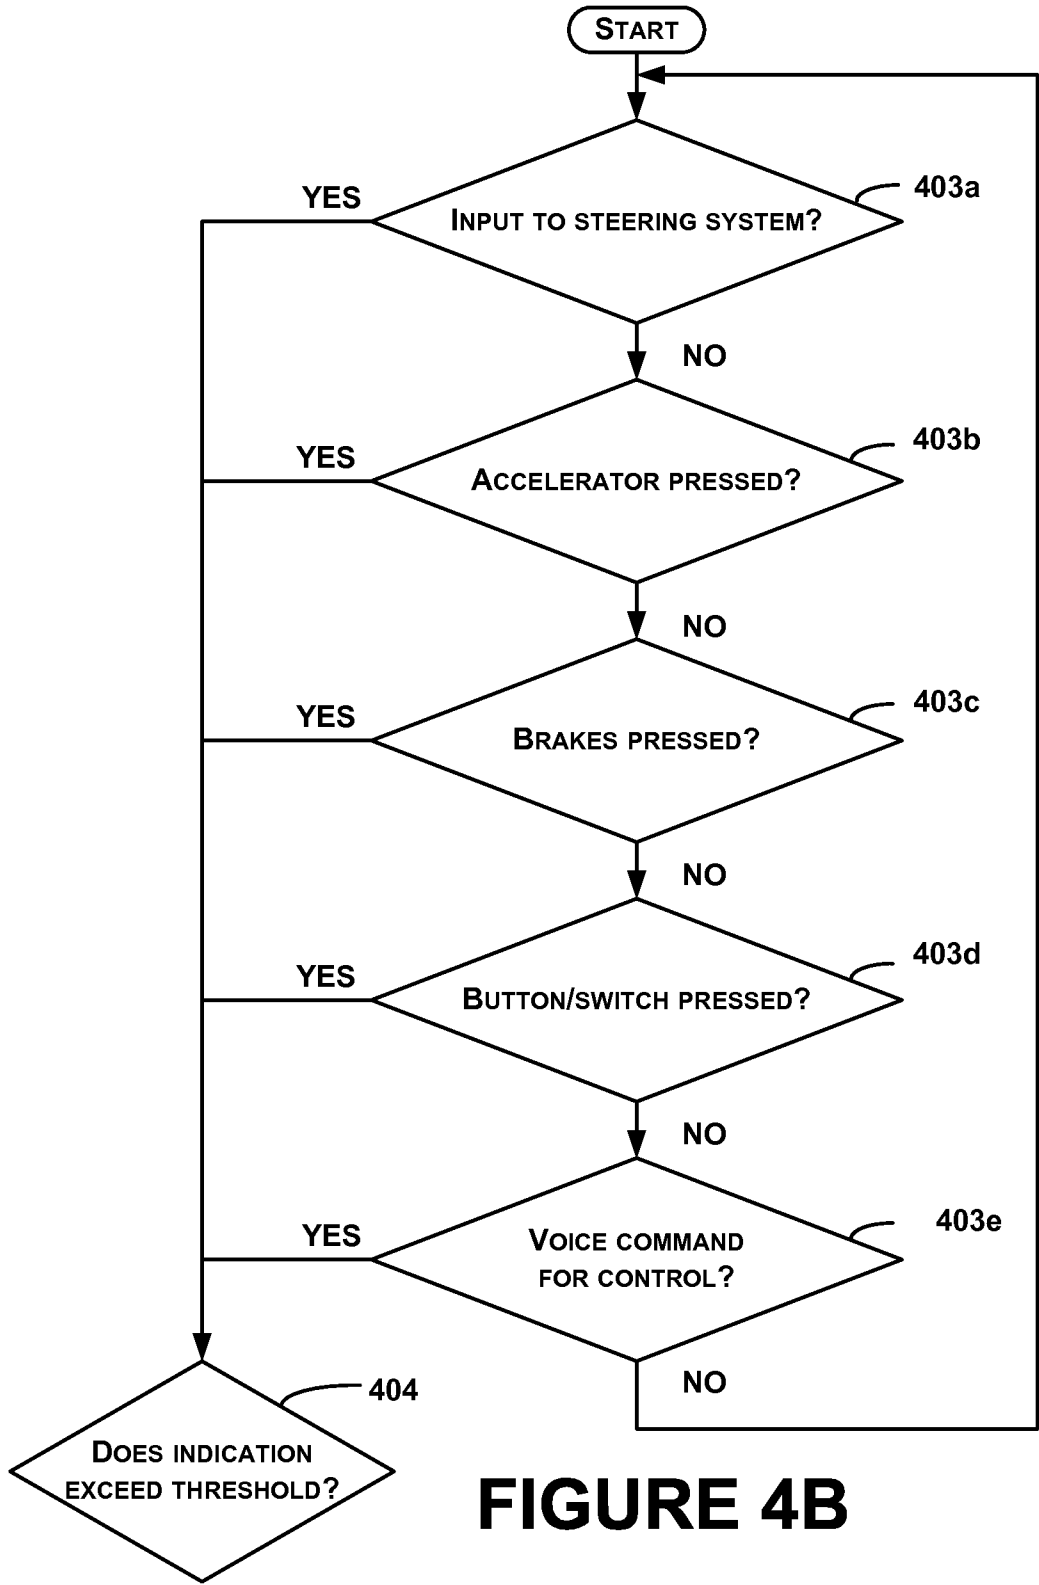 START
403a
YES
INPUT TO STEERING SYSTEM?
NO
403b
YES
ACCELERATOR PRESSED?
NO
403c
YES
BRAKES PRESSED?
NO
403d
YES
BUTTON/SWITCH PRESSED?
NO
403e
YES
VOICE COMMAND
FOR CONTROL?
NO
404
DOES INDICATION
EXCEED THRESHOLD?
FIGURE 4B